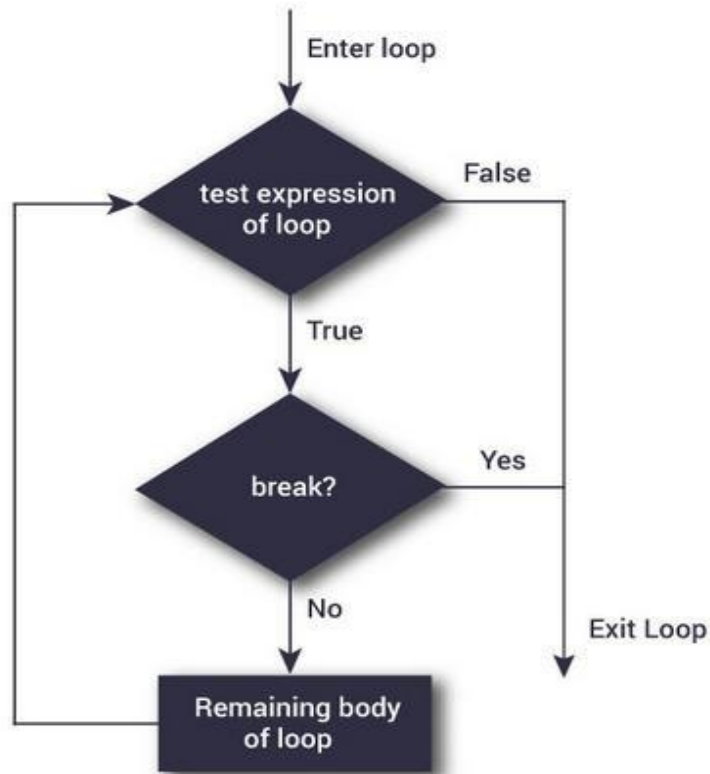 Enter loop
test expression
of loop
False
True
break?
Yes
No
Exit Loop
Remaining body
of loop